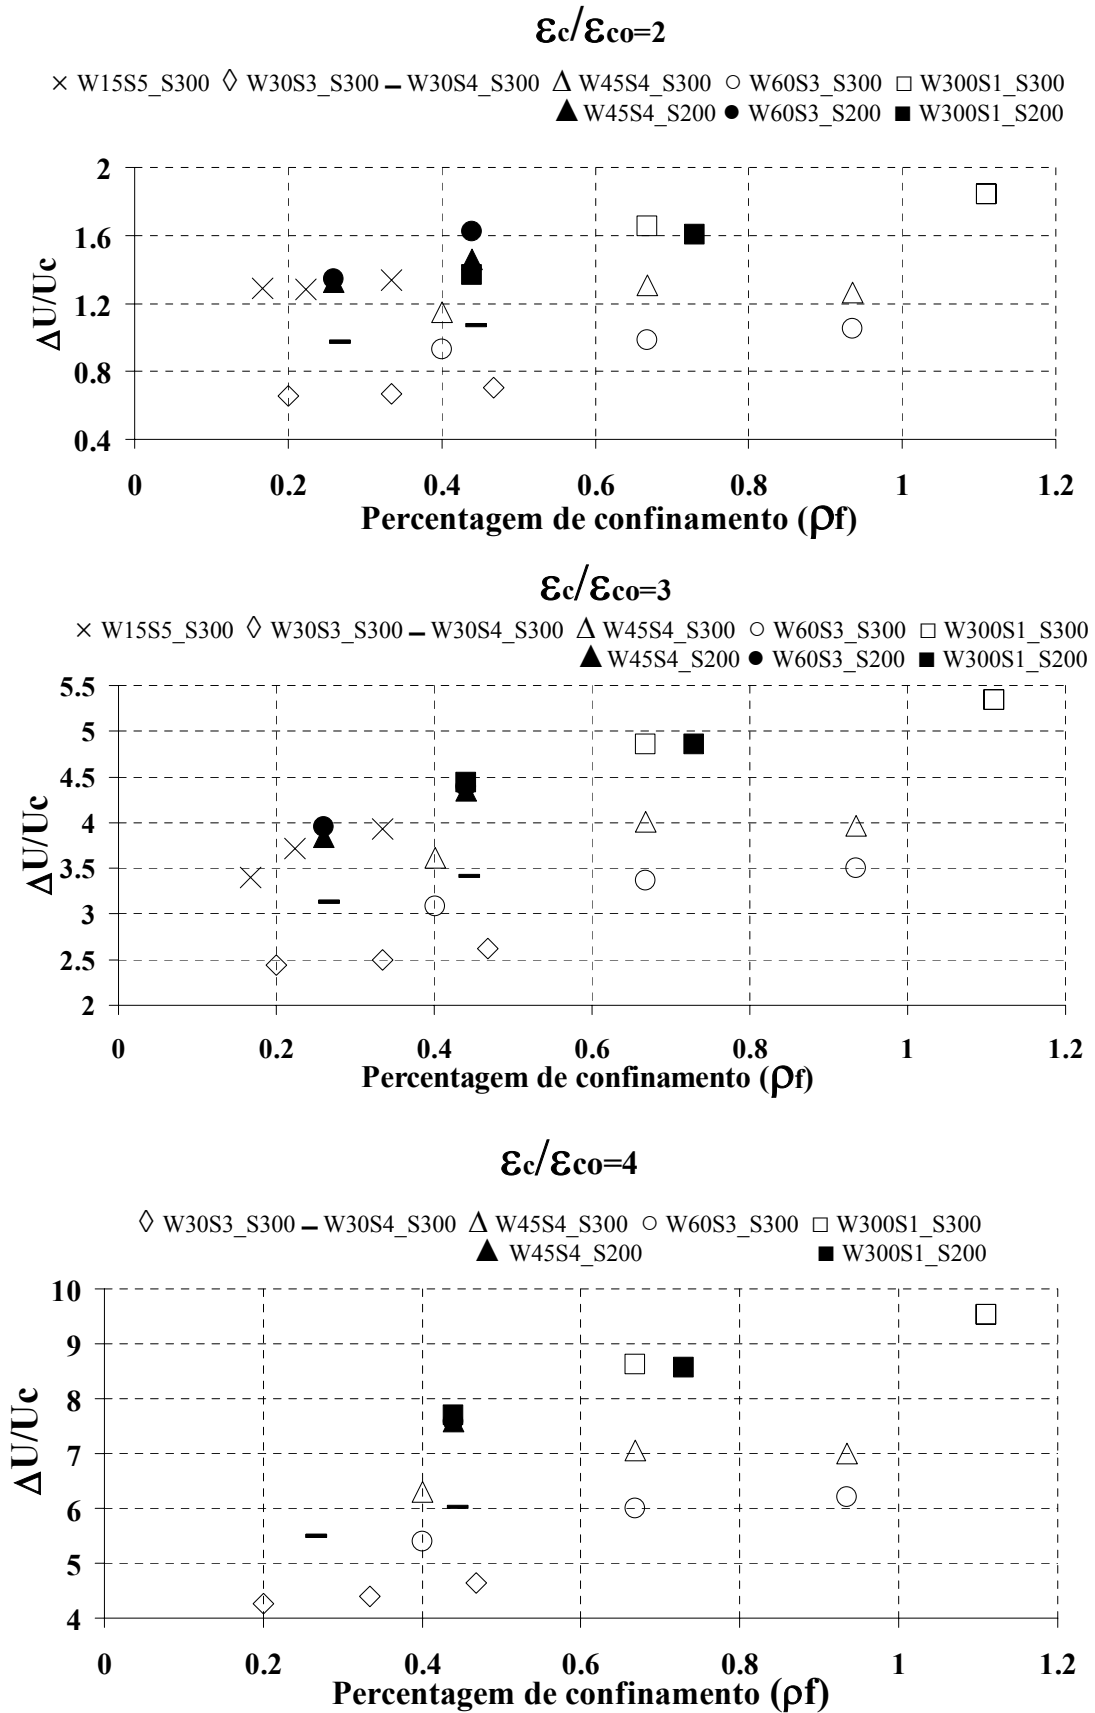 εc/εco=2
W15S5_S300 W30S3_S300 W30S4_S300 W45S4_S300 W60S3_S300 W300S1_S300
W45S4_S200 W60S3_S200 W300S1_S200
2
1.6
1.2
0.8
0.4
ΔU/Uc
0 0.2 0.4 0.6 0.8 1 1.2
Percentagem de confinamento (ρf)
εc/εco=3
W15S5_S300 W30S3_S300 W30S4_S300 W45S4_S300 W60S3_S300 W300S1_S300
W45S4_S200 W60S3_S200 W300S1_S200
5.5
5
4.5
4
3.5
3
2.5
2
ΔU/Uc
0 0.2 0.4 0.6 0.8 1 1.2
Percentagem de confinamento (ρf)
εc/εco=4
W30S3_S300 W30S4_S300 W45S4_S300 W60S3_S300 W300S1_S300
W45S4_S200 W300S1_S200
10
9
8
7
6
5
4
ΔU/Uc
0 0.2 0.4 0.6 0.8 1 1.2
Percentagem de confinamento (ρf)